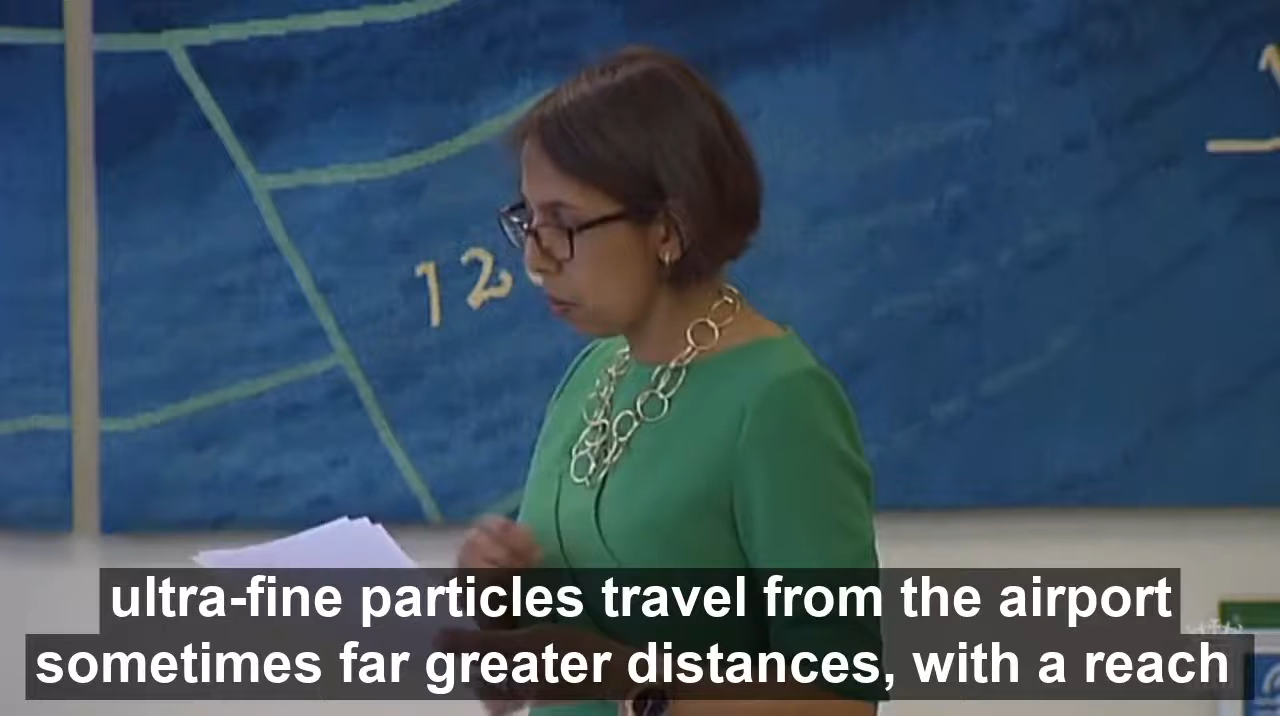 12
ultra-fine particles travel from the airport
sometimes far greater distances, with a reach